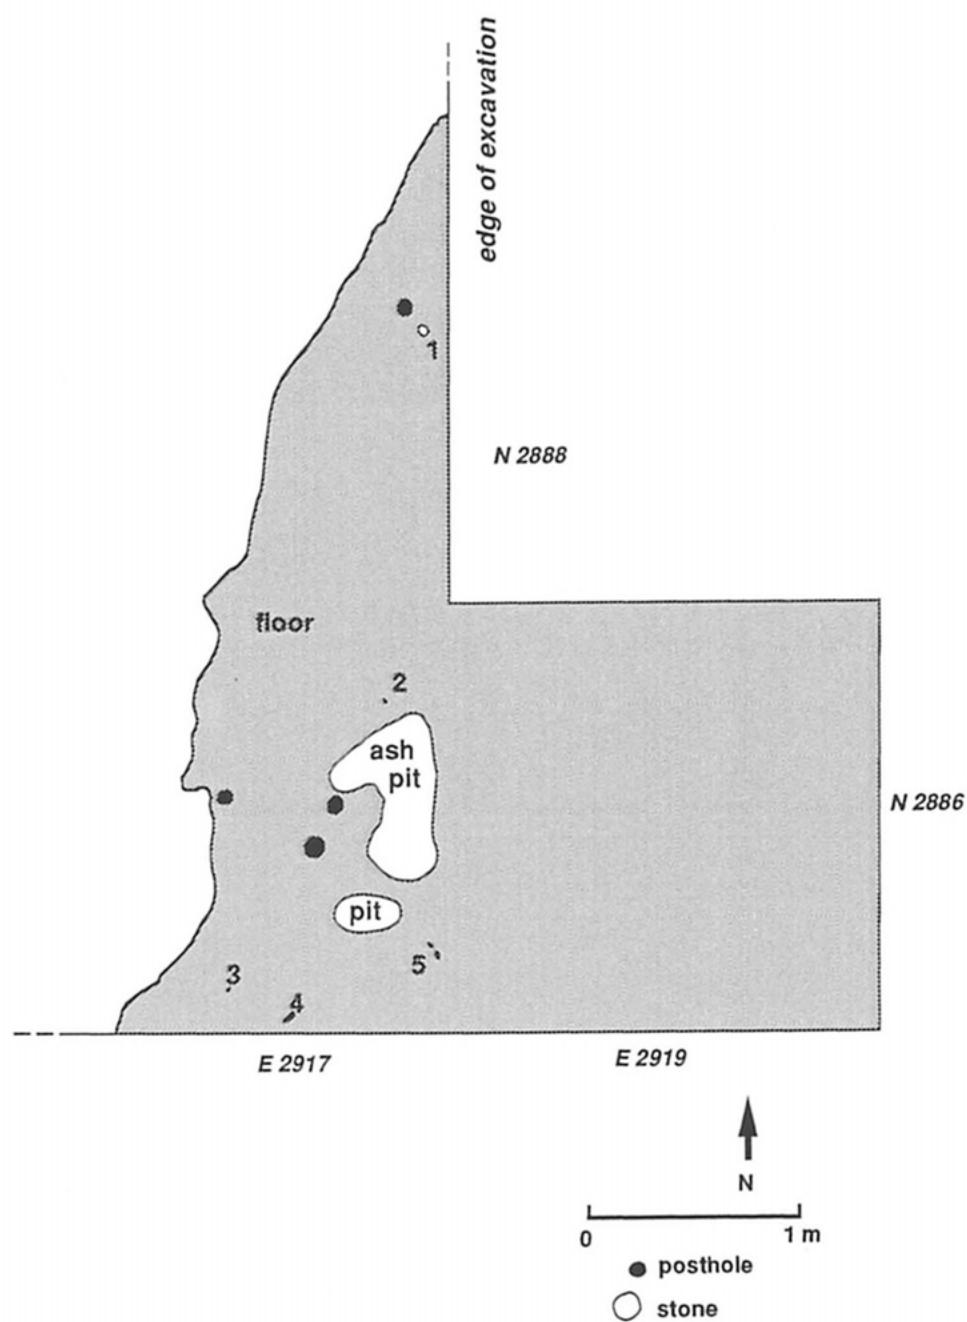 edge of excavation
1
N 2888
floor
2
ash
pit
N 2886
pit
5
3
4
E 2917
E 2919
N
0
1 m
posthole
stone